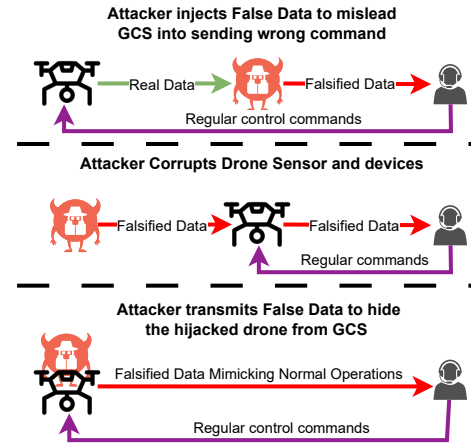 Attacker injects False Data to mislead
GCS into sending wrong command
Real Data
Falsified Data
Regular control commands
Attacker Corrupts Drone Sensor and devices
Falsified Data
Falsified Data
Regular commands
Attacker transmits False Data to hide
the hijacked drone from GCS
Falsified Data Mimicking Normal Operations
Regular control commands